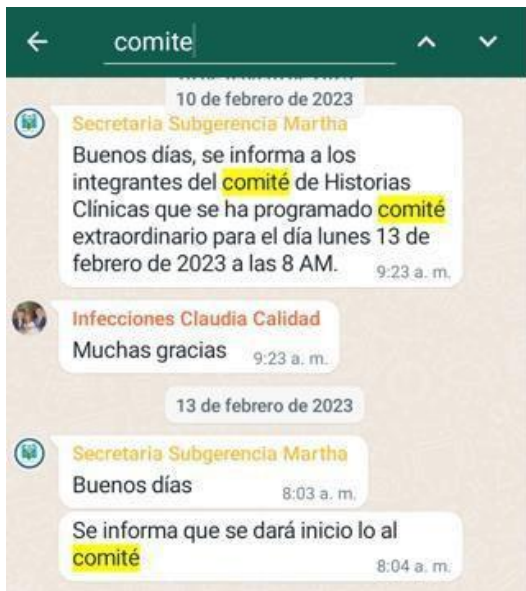 comite
10 de febrero de 2023
Secretaria Subgerencia Martha
Buenos días, se informa a los
integrantes del comité de Historias
Clínicas que se ha programado comité
extraordinario para el día lunes 13 de
febrero de 2023 a las 8 AM.
9:23 a. m.
Infecciones Claudia Calidad
Muchas gracias
9:23 a. m.
13 de febrero de 2023
Secretaria Subgerencia Martha
Buenos días
8:03 a. m.
Se informa que se dará inicio lo al
comité
8:04 a. m.